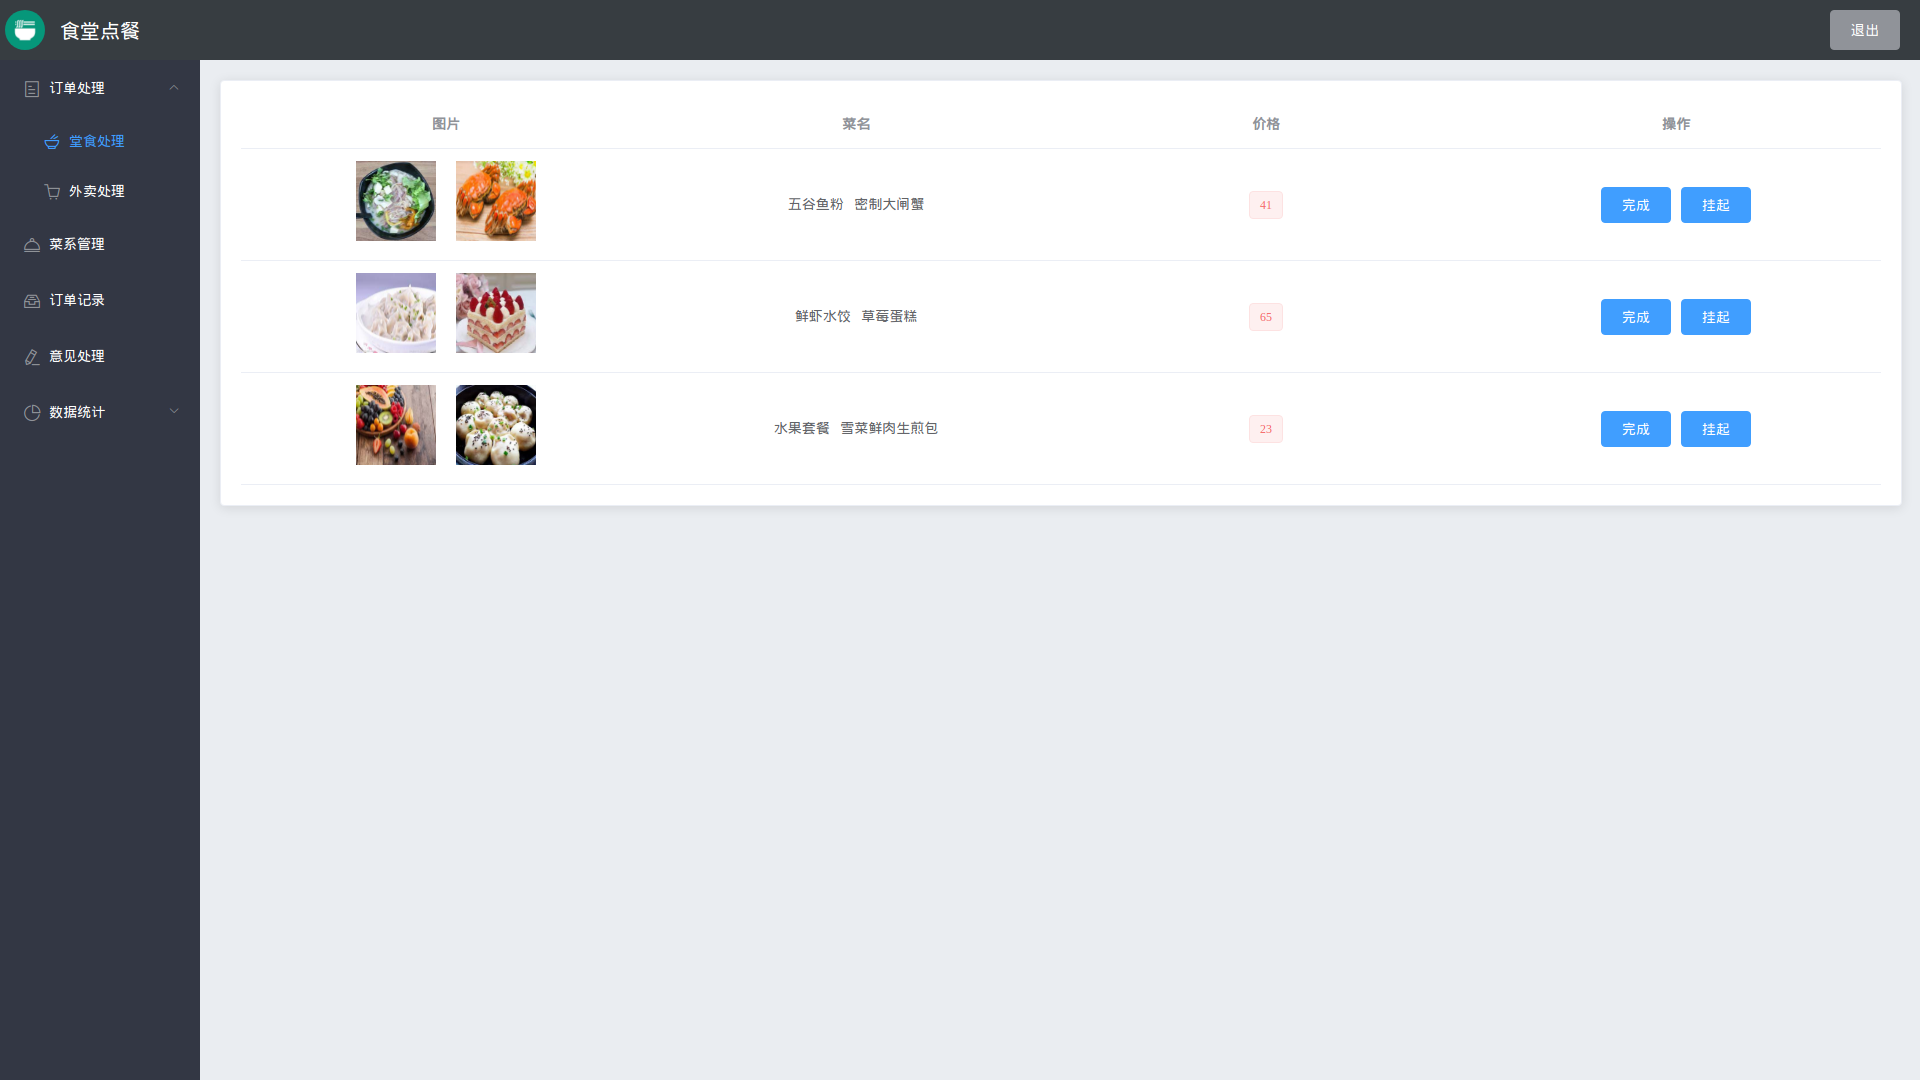 食堂点餐
退出
订单处理
堂食处理
外卖处理
菜系管理
订单记录
意见处理
数据统计
图片 菜名 价格 操作
五谷鱼粉 密制大闸蟹 41 完成 挂起
鲜虾水饺 草莓蛋糕 65 完成 挂起
水果套餐 雪菜鲜肉生煎包 23 完成 挂起